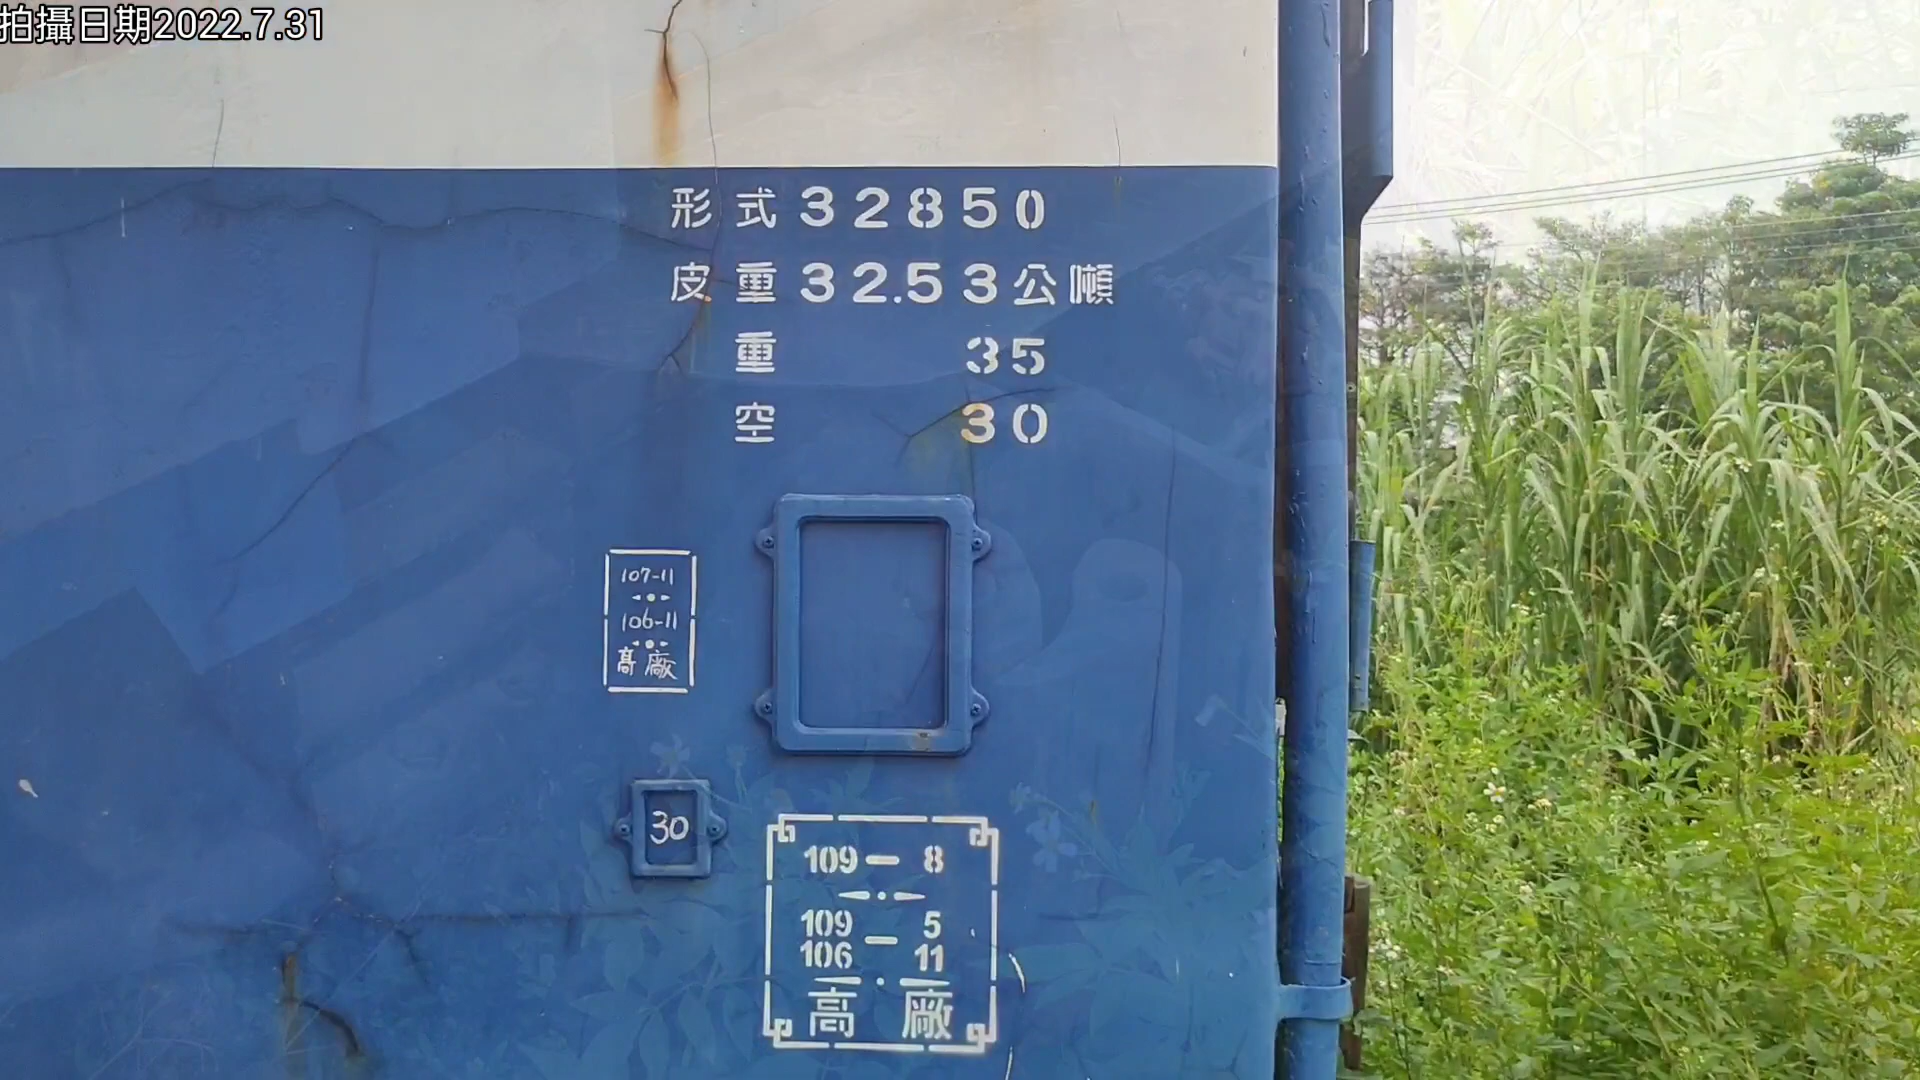 拍攝日期2022.7.31
形式32850
皮重32.53公噸
重 35
空 30
107-11
106-11
高廠
30
109—8
109—5
106 11
高廠